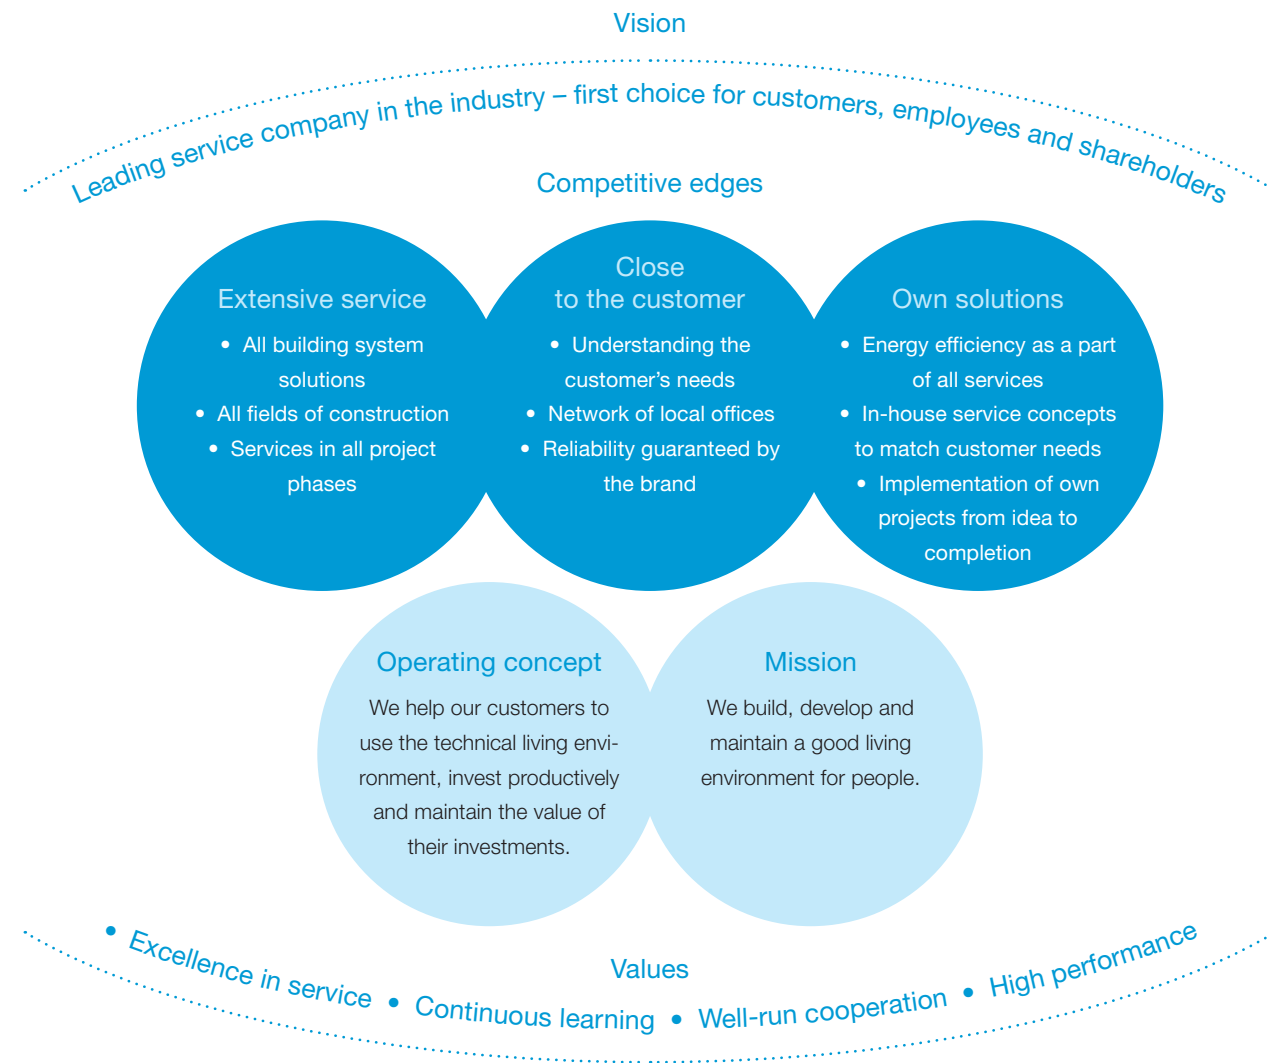 Vision
Leading service company in the industry – first choice for customers, employees and shareholders
Competitive edges
Extensive service
• All building system
solutions
• All fields of construction
• Services in all project
phases
Close
to the customer
• Understanding the
customer’s needs
• Network of local offices
• Reliability guaranteed by
the brand
Own solutions
• Energy efficiency as a part
of all services
• In-house service concepts
to match customer needs
• Implementation of own
projects from idea to
completion
Operating concept
We help our customers to
use the technical living envi-
ronment, invest productively
and maintain the value of
their investments.
Mission
We build, develop and
maintain a good living
environment for people.
Values
• Excellence in service • Continuous learning • Well-run cooperation • High performance